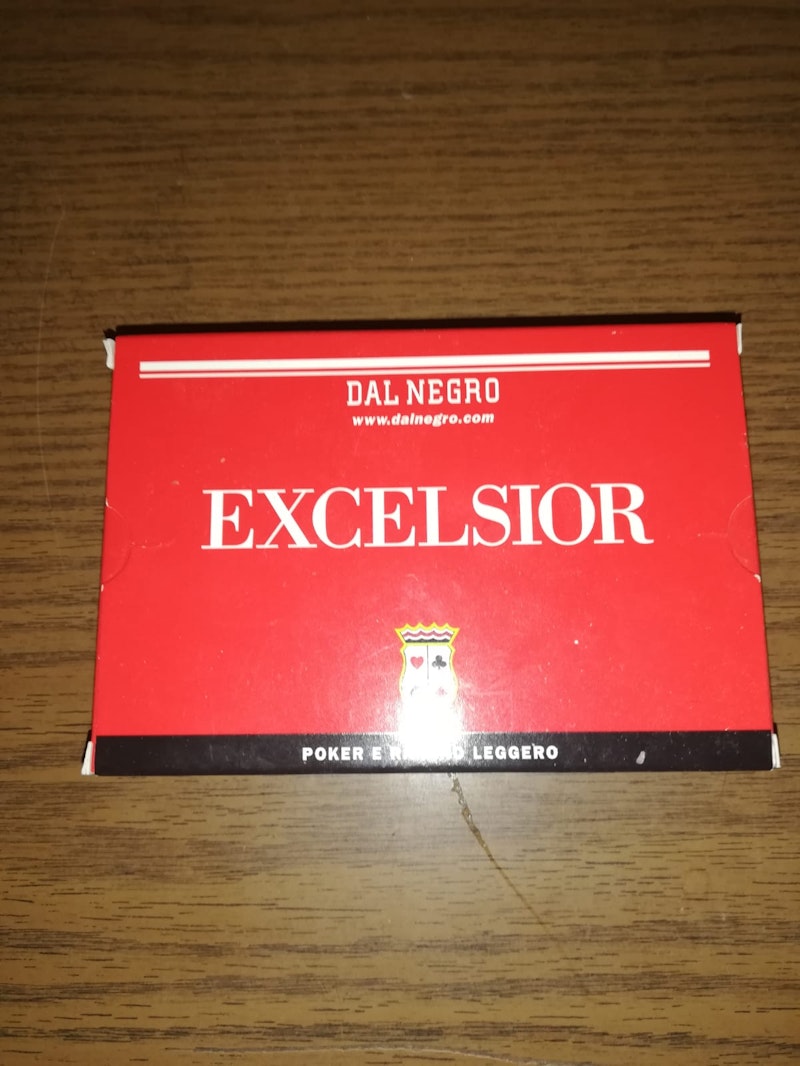 DAL NEGRO
www.dalnegro.com
EXCELSIOR
POKER E LEGGERO